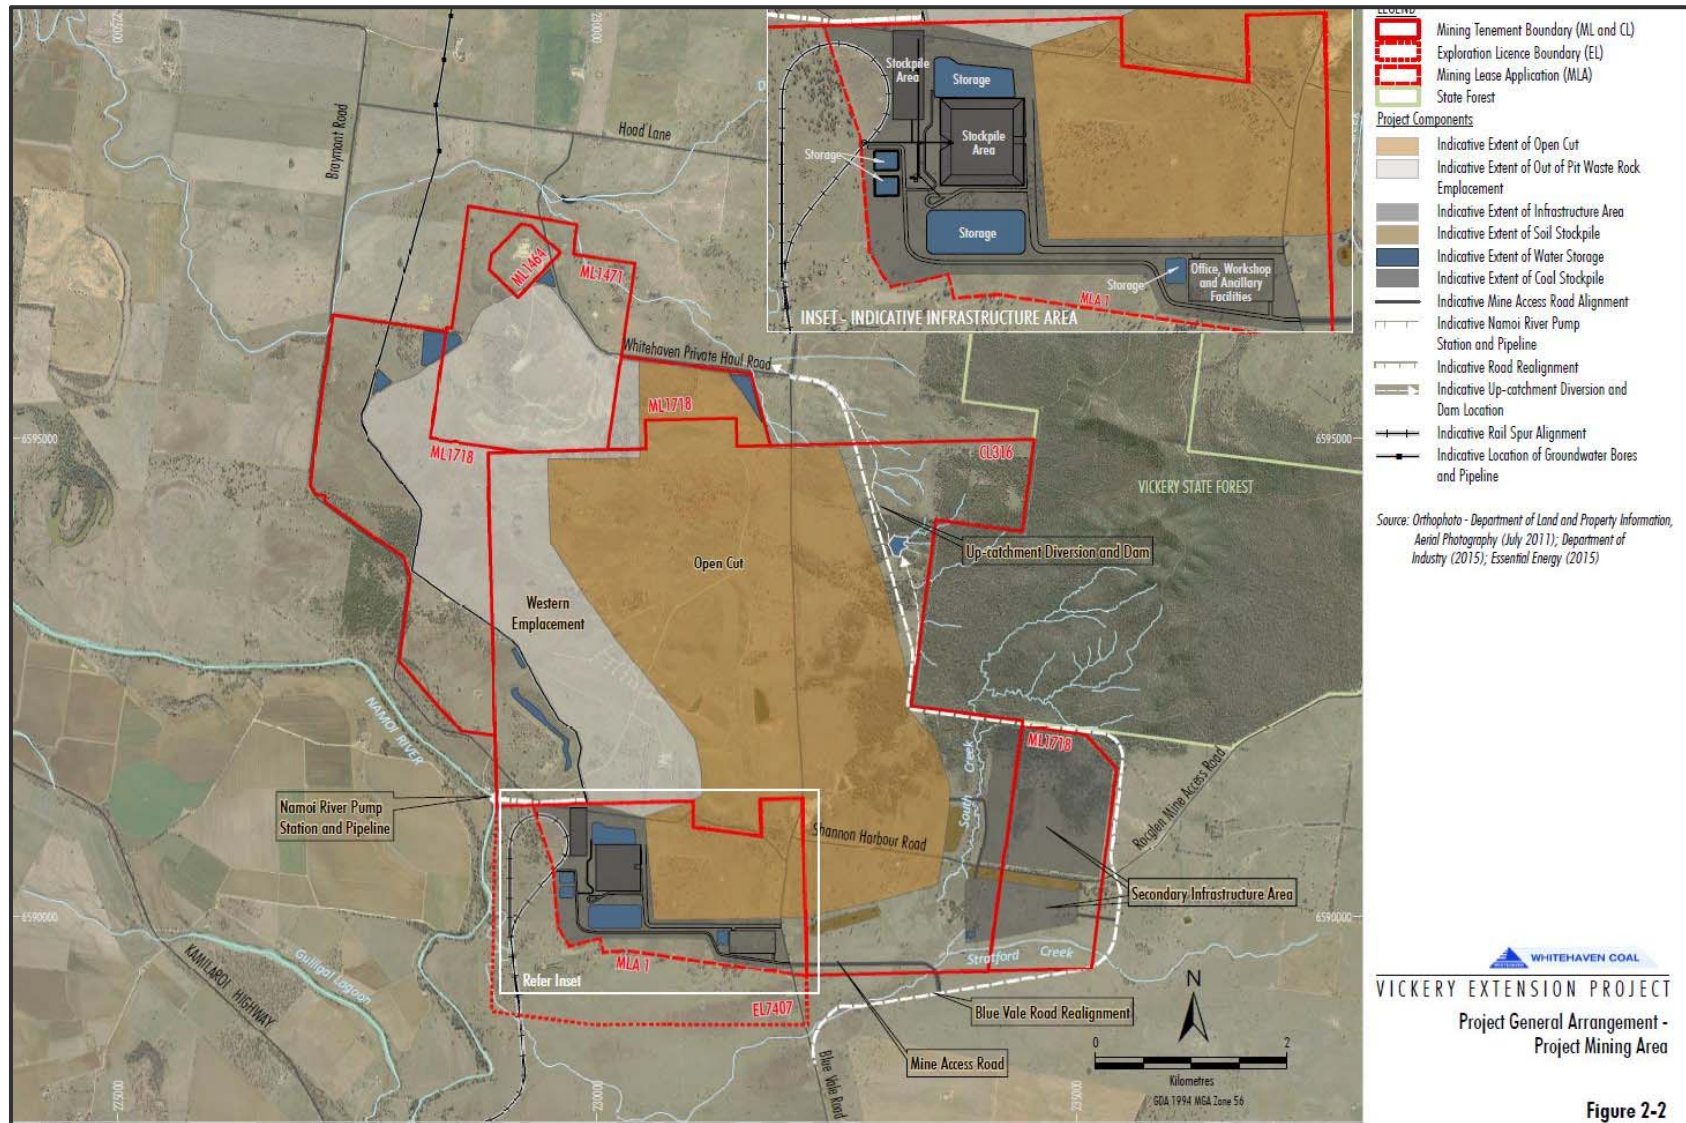 225000
230000
D
Braymont Road
Hoad Lane
Stockpile
Area
Storage
Stockpile
Area
Storage
Storage
Storage
Office, Workshop
and Ancillary
Facilities
MLA 1
INSET - INDICATIVE INFRASTRUCTURE AREA
ML1464
ML1471
Whitehaven Private Haul Road
ML1718
6595000
6595000
ML1718
CL316
VICKERY STATE FOREST
Up-catchment Diversion and Dam
Open Cut
Western
Emplacement
NAMOI RIVER
South Creek
ML1718
Rocglen Mine Access Road
Namoi River Pump
Station and Pipeline
Shannon Harbour Road
Secondary Infrastructure Area
6590000
6590000
KAMILAROI HIGHWAY
Gulligal Lagoon
MLA 1
Refer Inset
Stratford Creek
EL7407
Blue Vale Road Realignment
Mine Access Road
Blue Vale Road
225000
230000
235000
N
0 2
Kilometres
GDA 1994 MGA Zone 56
LEGEND
Mining Tenement Boundary (ML and CL)
Exploration Licence Boundary (EL)
Mining Lease Application (MLA)
State Forest
Project Components
Indicative Extent of Open Cut
Indicative Extent of Out of Pit Waste Rock
Emplacement
Indicative Extent of Infrastructure Area
Indicative Extent of Soil Stockpile
Indicative Extent of Water Storage
Indicative Extent of Coal Stockpile
Indicative Mine Access Road Alignment
Indicative Namoi River Pump
Station and Pipeline
Indicative Road Realignment
Indicative Up-catchment Diversion and
Dam Location
Indicative Rail Spur Alignment
Indicative Location of Groundwater Bores
and Pipeline
Source: Orthophoto - Department of Land and Property Information,
Aerial Photography (July 2011); Department of
Industry (2015); Essential Energy (2015)
WHITEHAVEN COAL
VICKERY EXTENSION PROJECT
Project General Arrangement -
Project Mining Area
Figure 2-2